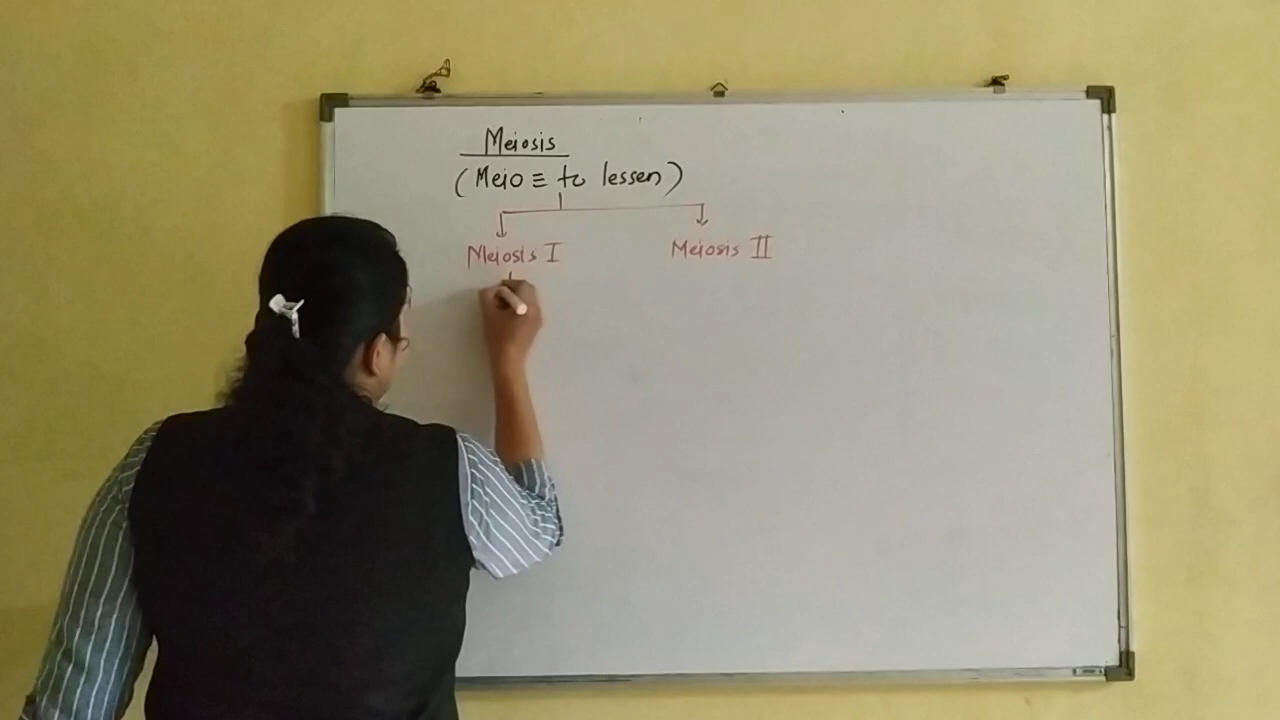 Meiosis
(Meio ≡ to lessen)
Meiosis I Meiosis II